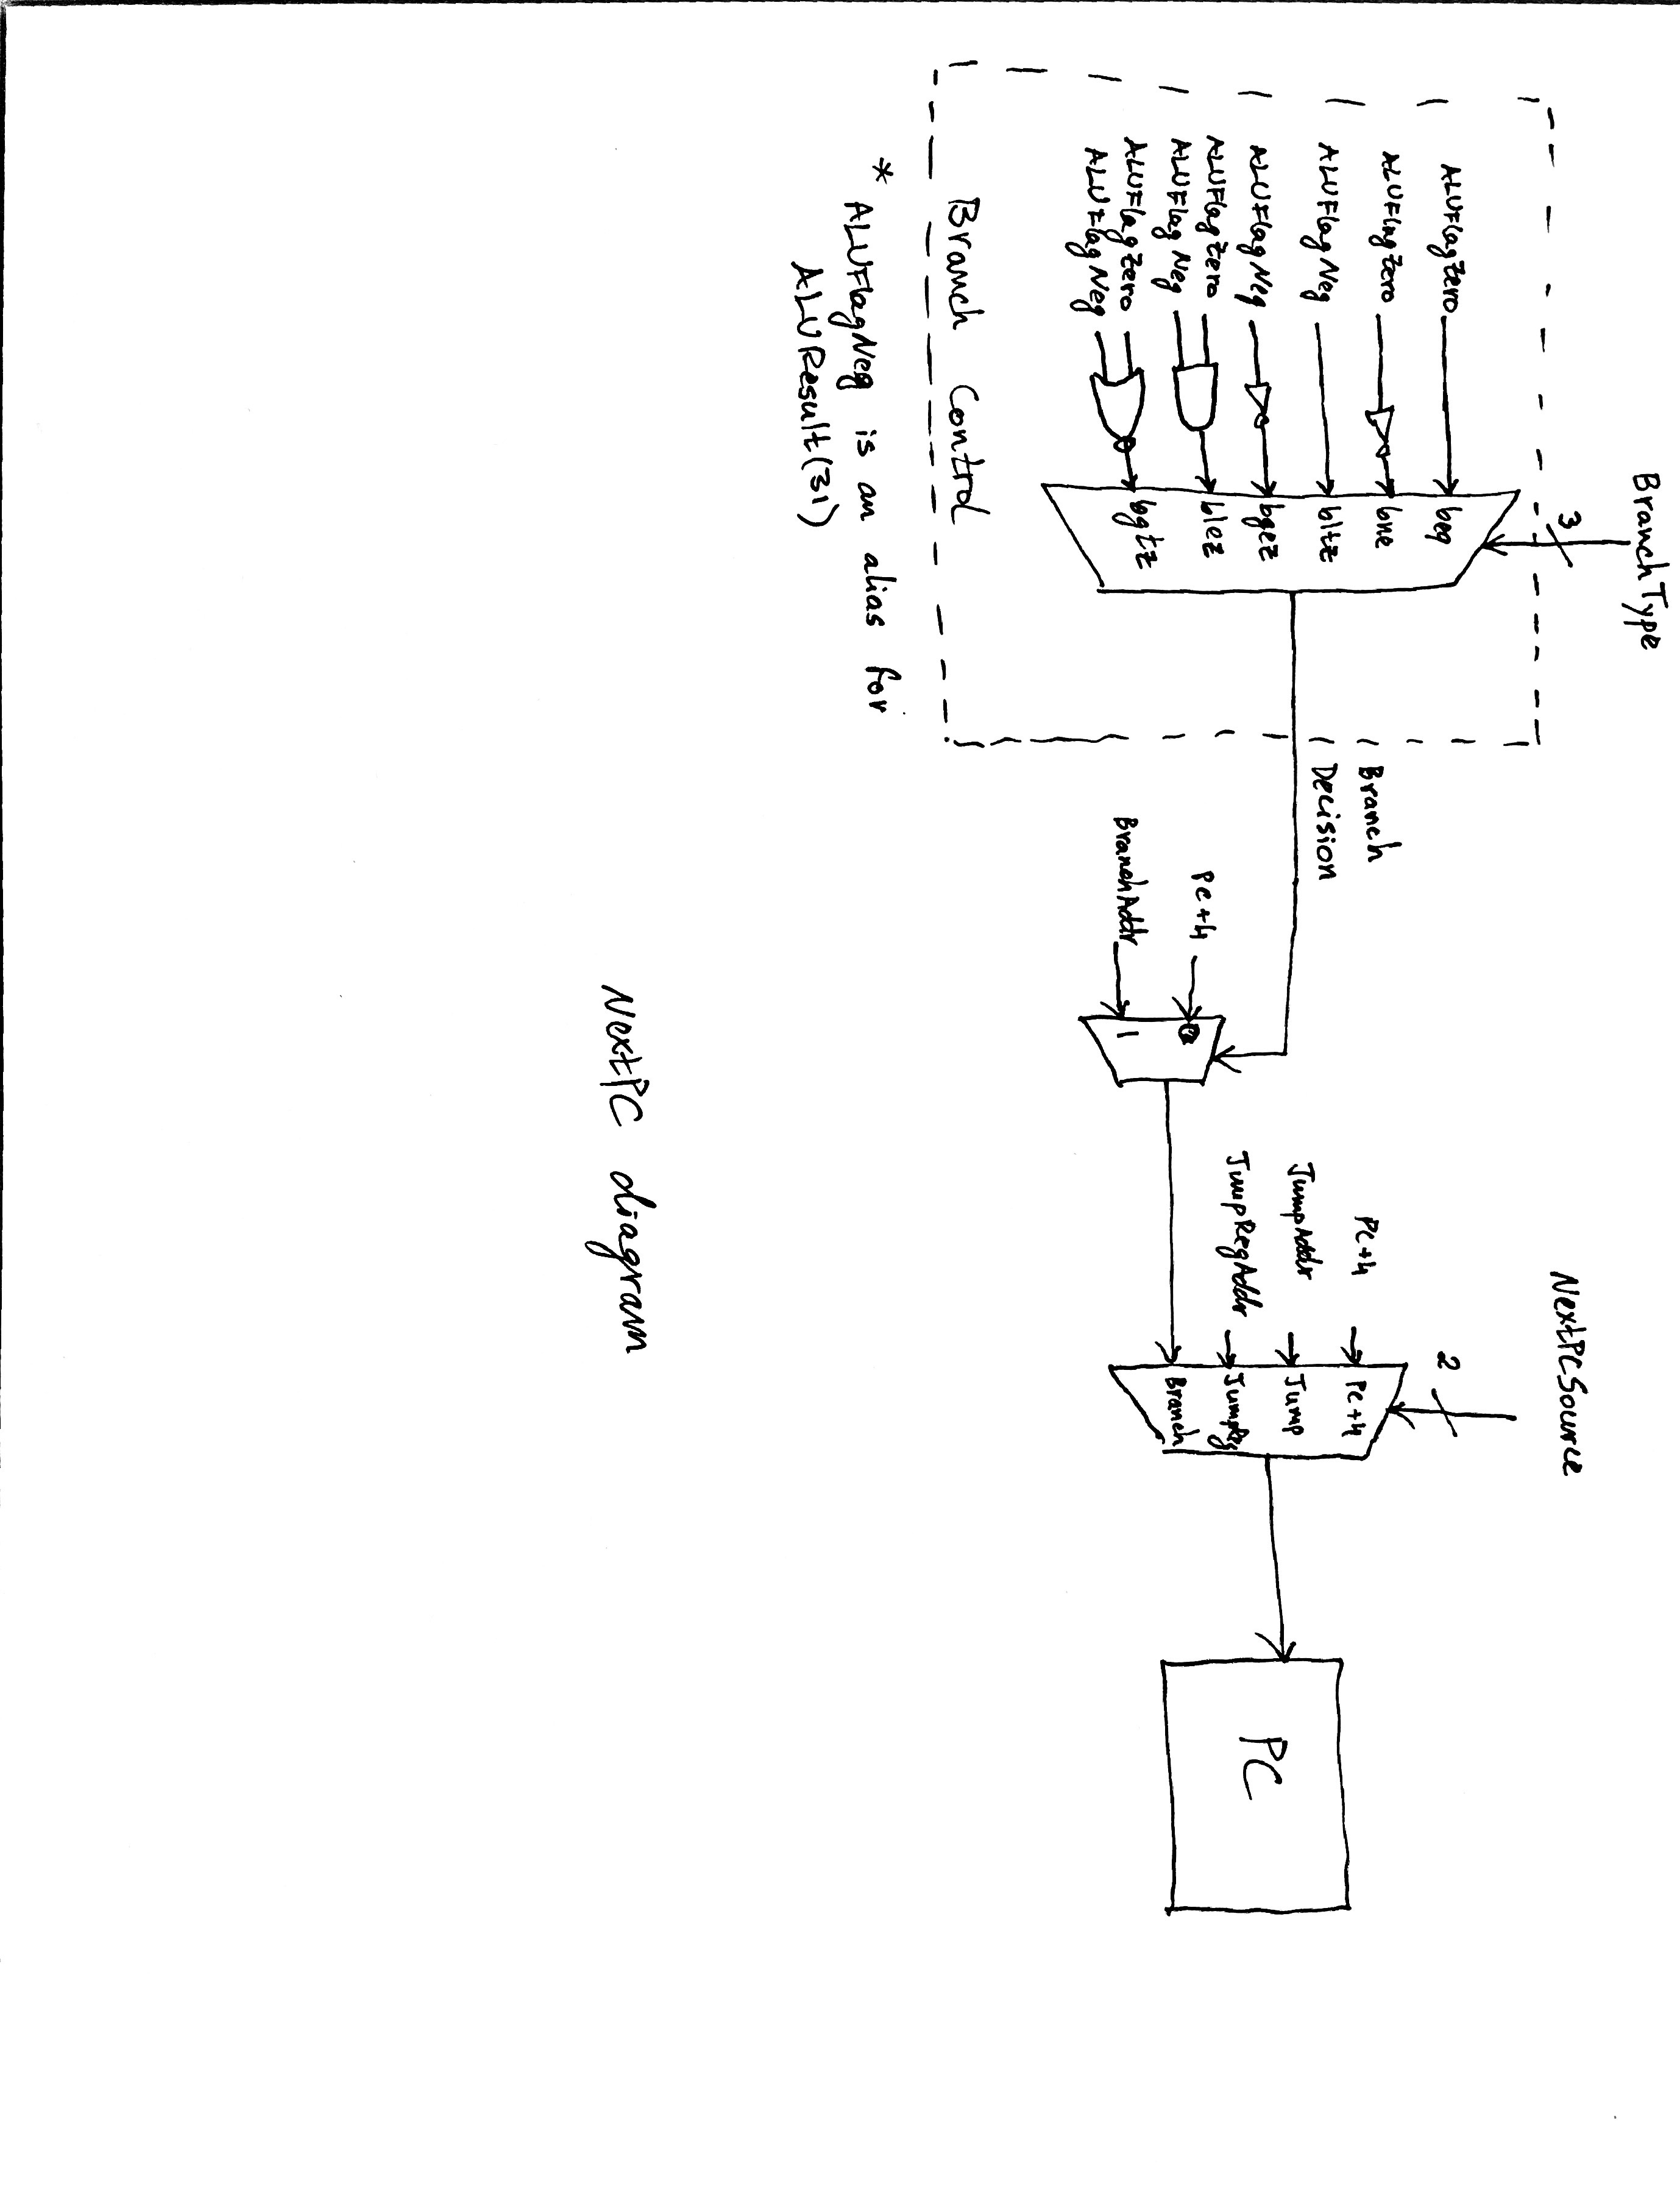 BranchType
3
ALUFlagZero
beq
ALUFlagZero
bne
ALUFlagNeg
bltz
ALUFlagNeg
bgez
ALUFlagZero
ALUFlagNeg
blez
ALUFlagZero
ALUFlagNeg
bgtz
Branch Control
* ALUFlagNeg is an alias for
ALUResult(31)
Branch
Decision
PC+4
BranchAddr
0
1
NextPCSource
2
PC+4
JumpAddr
JumpRegAddr
PC+4
Jump
JumpReg
Branch
PC
NextPC diagram